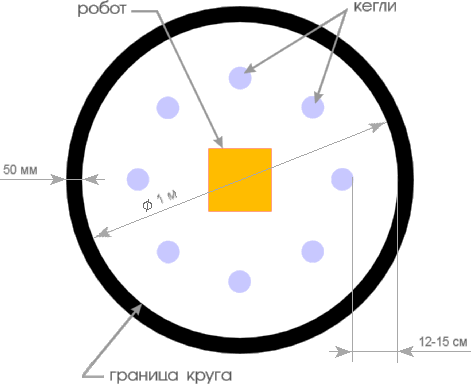 робот
кегли
50 мм
Ф 1 м
12-15 см
граница круга